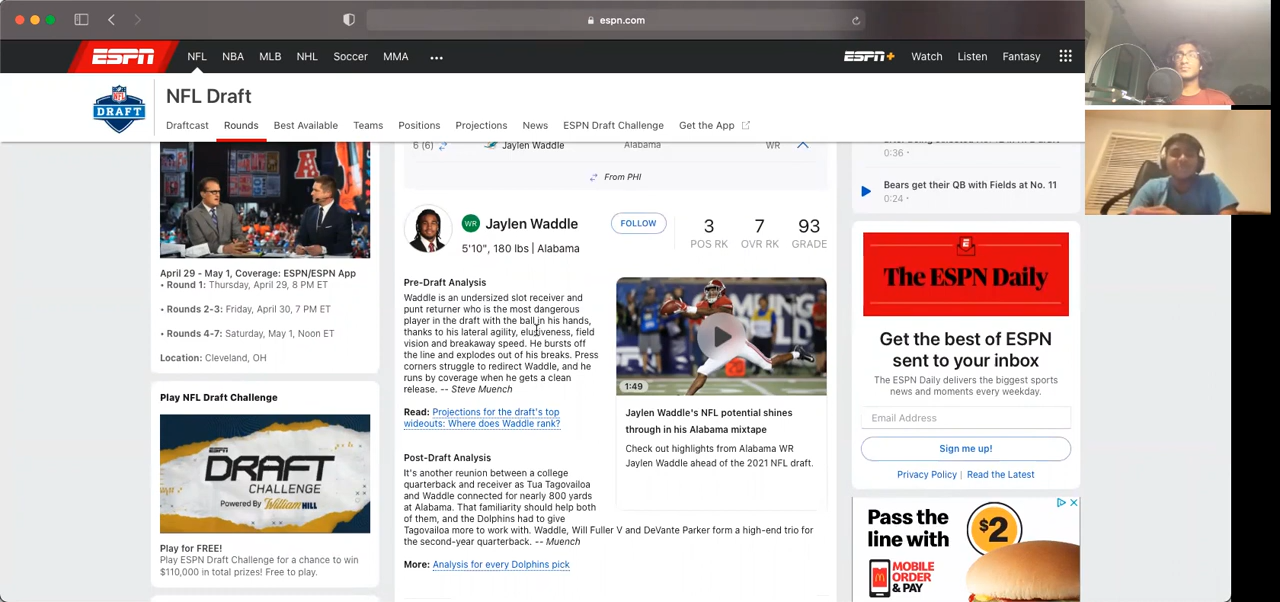 espn.com
ESPN NFL NBA MLB NHL Soccer MMA ... ESPN+ Watch Listen Fantasy
NFL DRAFT
NFL Draft
Draftcast Rounds Best Available Teams Positions Projections News ESPN Draft Challenge Get the App
6 (6) Jaylen Waddle Alabama WR
From PHI
WR Jaylen Waddle
5'10", 180 lbs | Alabama
FOLLOW
3 7 93
POS RK OVR RK GRADE
April 29 - May 1, Coverage: ESPN/ESPN App
• Round 1: Thursday, April 29, 8 PM ET
• Rounds 2-3: Friday, April 30, 7 PM ET
• Rounds 4-7: Saturday, May 1, Noon ET
Location: Cleveland, OH
Play NFL Draft Challenge
ESPN
DRAFT
CHALLENGE
Powered By William HILL
Play for FREE!
Play ESPN Draft Challenge for a chance to win
$110,000 in total prizes! Free to play.
Pre-Draft Analysis
Waddle is an undersized slot receiver and
punt returner who is the most dangerous
player in the draft with the ball in his hands,
thanks to his lateral agility, elusiveness, field
vision and breakaway speed. He bursts off
the line and explodes out of his breaks. Press
corners struggle to redirect Waddle, and he
runs by coverage when he gets a clean
release. -- Steve Muench
Read: Projections for the draft's top
wideouts: Where does Waddle rank?
Post-Draft Analysis
It's another reunion between a college
quarterback and receiver as Tua Tagovailoa
and Waddle connected for nearly 800 yards
at Alabama. That familiarity should help both
of them, and the Dolphins had to give
Tagovailoa more to work with. Waddle, Will Fuller V and DeVante Parker form a high-end trio for
the second-year quarterback. -- Muench
More: Analysis for every Dolphins pick
1:49
Jaylen Waddle's NFL potential shines
through in his Alabama mixtape
Check out highlights from Alabama WR
Jaylen Waddle ahead of the 2021 NFL draft.
0:36 •
Bears get their QB with Fields at No. 11
0:24 •
The ESPN Daily
Get the best of ESPN
sent to your inbox
The ESPN Daily delivers the biggest sports
news and moments every weekday.
Email Address
Sign me up!
Privacy Policy | Read the Latest
Pass the
line with
$2
MOBILE
ORDER
& PAY